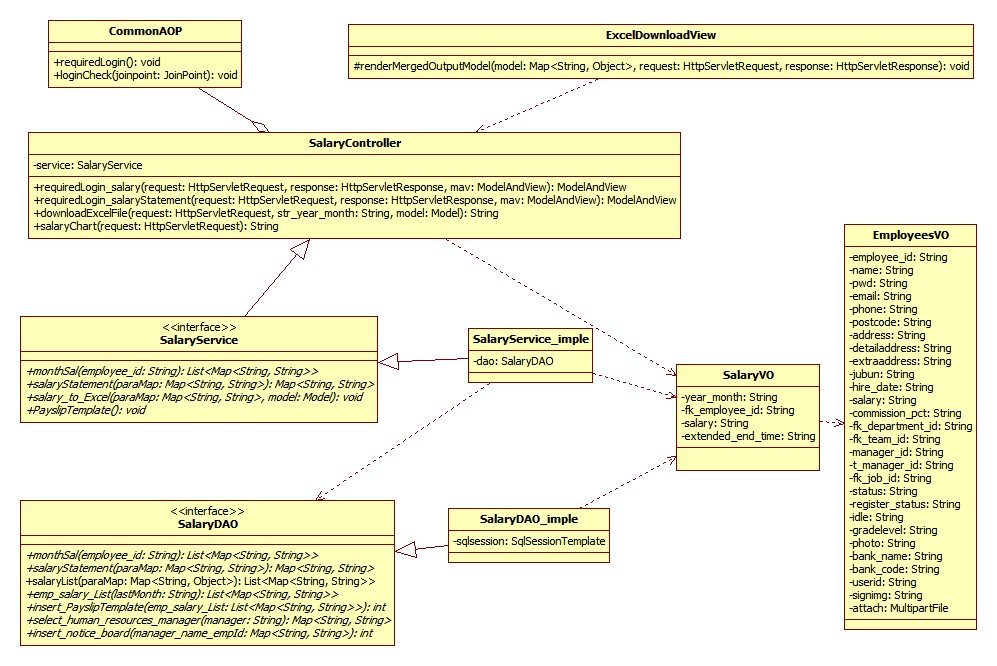 CommonAOP
+requiredLogin(): void
+loginCheck(joinpoint: JoinPoint): void
ExcelDownloadView
#renderMergedOutputModel(model: Map<String, Object>, request: HttpServletRequest, response: HttpServletResponse): void
SalaryController
-service: SalaryService
+requiredLogin_salary(request: HttpServletRequest, response: HttpServletResponse, mav: ModelAndView): ModelAndView
+requiredLogin_salaryStatement(request: HttpServletRequest, response: HttpServletResponse, mav: ModelAndView): ModelAndView
+downloadExcelFile(request: HttpServletRequest, str_year_month: String, model: Model): String
+salaryChart(request: HttpServletRequest): String
<<interface>>
SalaryService
+monthSal(employee_id: String): List<Map<String, String>>
+salaryStatement(paraMap: Map<String, String>): Map<String, String>
+salary_to_Excel(paraMap: Map<String, String>, model: Model): void
+PayslipTemplate(): void
SalaryService_imple
-dao: SalaryDAO
SalaryVO
-year_month: String
-fk_employee_id: String
-salary: String
-extended_end_time: String
EmployeesVO
-employee_id: String
-name: String
-pwd: String
-email: String
-phone: String
-postcode: String
-address: String
-detailaddress: String
-extraaddress: String
-jubun: String
-hire_date: String
-salary: String
-commission_pct: String
-fk_department_id: String
-fk_team_id: String
-manager_id: String
-t_manager_id: String
-fk_job_id: String
-status: String
-register_status: String
-idle: String
-gradelevel: String
-photo: String
-bank_name: String
-bank_code: String
-userid: String
-signimg: String
-attach: MultipartFile
<<interface>>
SalaryDAO
+monthSal(employee_id: String): List<Map<String, String>>
+salaryStatement(paraMap: Map<String, String>): Map<String, String>
+salaryList(paraMap: Map<String, Object>): List<Map<String, String>>
+emp_salary_List(lastMonth: String): List<Map<String, String>>
+insert_PayslipTemplate(emp_salary_List: List<Map<String, String>>): int
+select_human_resources_manager(manager: String): Map<String, String>
+insert_notice_board(manager_name_empId: Map<String, String>): int
SalaryDAO_imple
-sqlsession: SqlSessionTemplate